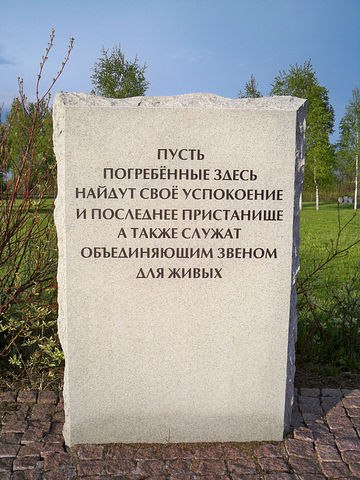 ПУСТЬ
ПОГРЕБЁННЫЕ ЗДЕСЬ
НАЙДУТ СВОЁ УСПОКОЕНИЕ
И ПОСЛЕДНЕЕ ПРИСТАНИЩЕ
А ТАКЖЕ СЛУЖАТ
ОБЪЕДИНЯЮЩИМ ЗВЕНОМ
ДЛЯ ЖИВЫХ